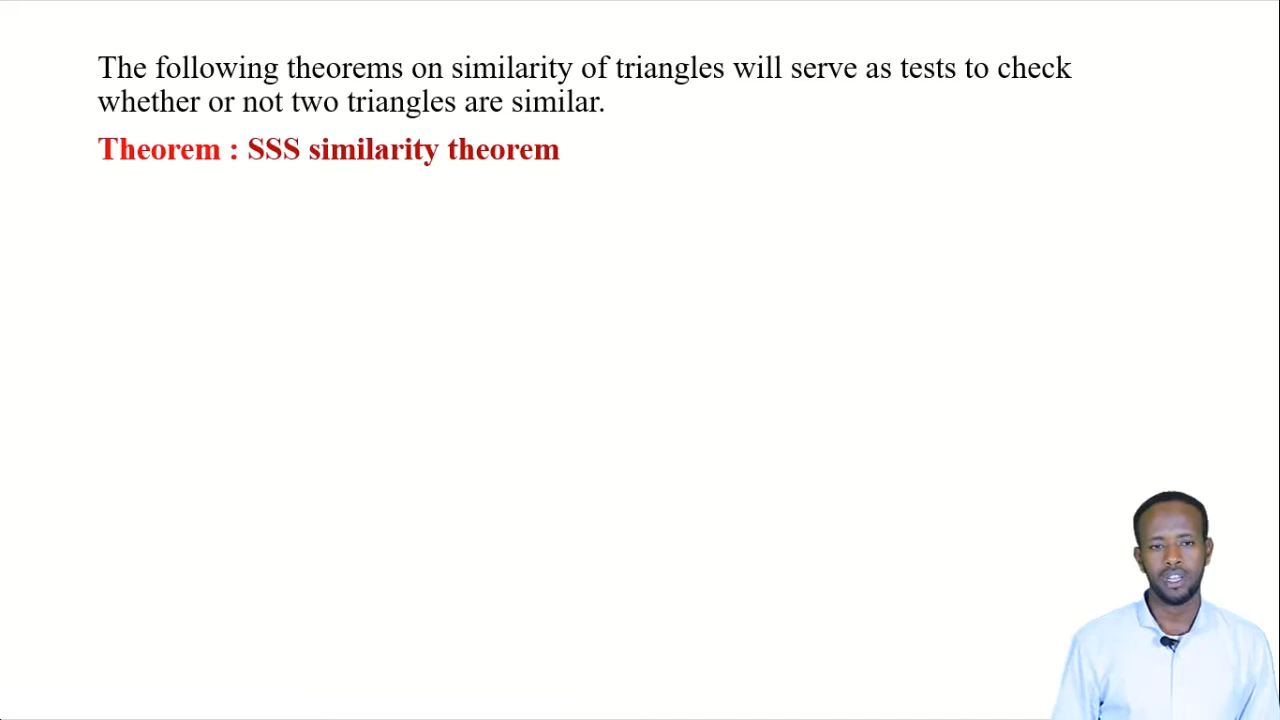 The following theorems on similarity of triangles will serve as tests to check
whether or not two triangles are similar.
Theorem : SSS similarity theorem